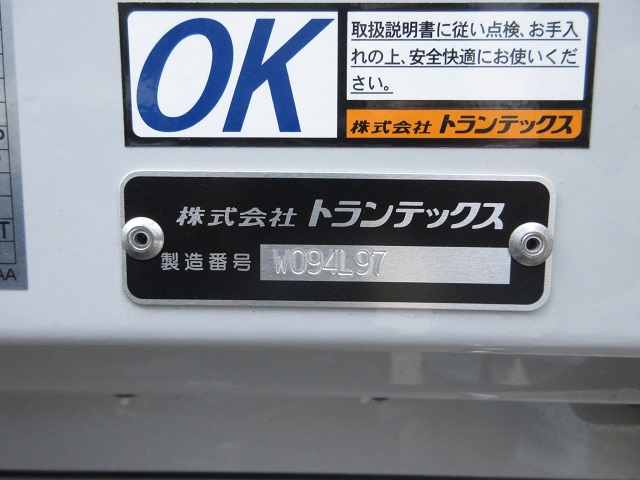 OK
取扱説明書に従い点検、お手入
れの上、安全快適にお使いくだ
さい。
株式会社 トランテックス
株式会社 トランテックス
製造番号 W094L97
T
AA